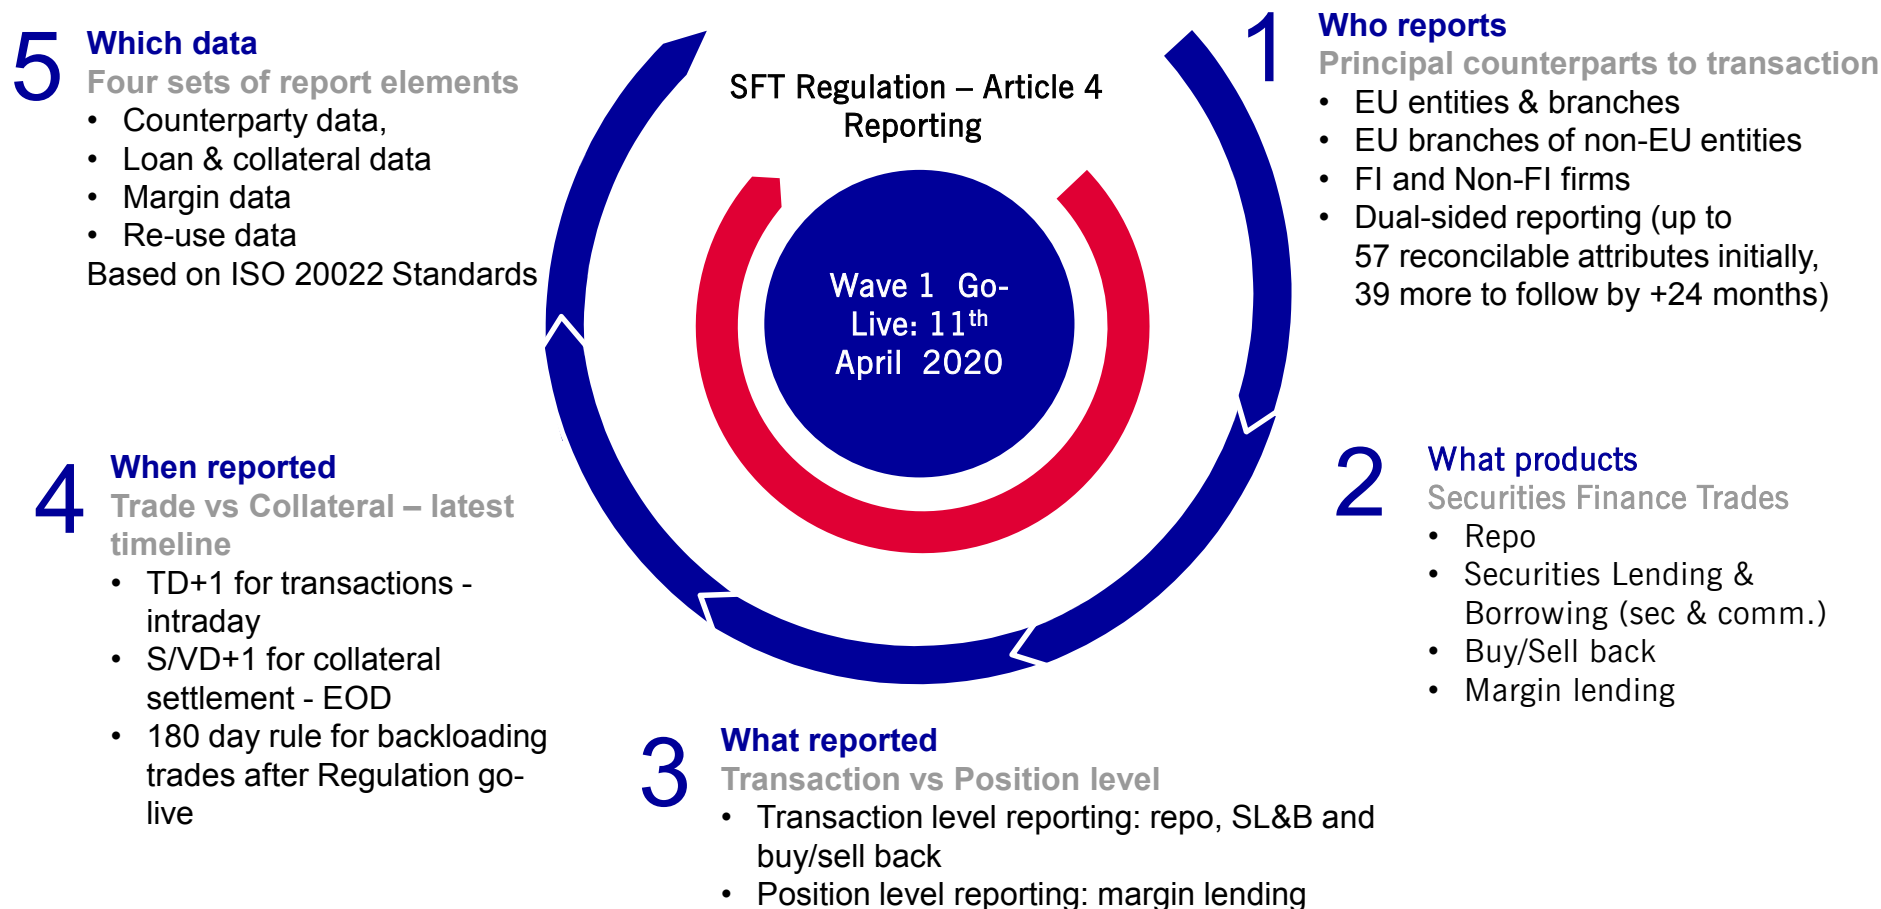 SFT Regulation – Article 4
Reporting
Wave 1 Go-
Live: 11th
April 2020
1
Who reports
Principal counterparts to transaction
• EU entities & branches
• EU branches of non-EU entities
• FI and Non-FI firms
• Dual-sided reporting (up to
57 reconcilable attributes initially,
39 more to follow by +24 months)
2
What products
Securities Finance Trades
• Repo
• Securities Lending &
Borrowing (sec & comm.)
• Buy/Sell back
• Margin lending
3
What reported
Transaction vs Position level
• Transaction level reporting: repo, SL&B and
buy/sell back
• Position level reporting: margin lending
4
When reported
Trade vs Collateral – latest
timeline
• TD+1 for transactions -
intraday
• S/VD+1 for collateral
settlement - EOD
• 180 day rule for backloading
trades after Regulation go-
live
5
Which data
Four sets of report elements
• Counterparty data,
• Loan & collateral data
• Margin data
• Re-use data
Based on ISO 20022 Standards